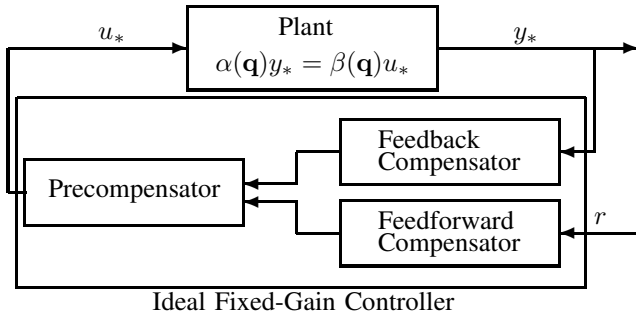 u∗
Plant
y∗
α(q)y∗ = β(q)u∗
Feedback
Compensator
Precompensator
Feedforward
Compensator
r
Ideal Fixed-Gain Controller